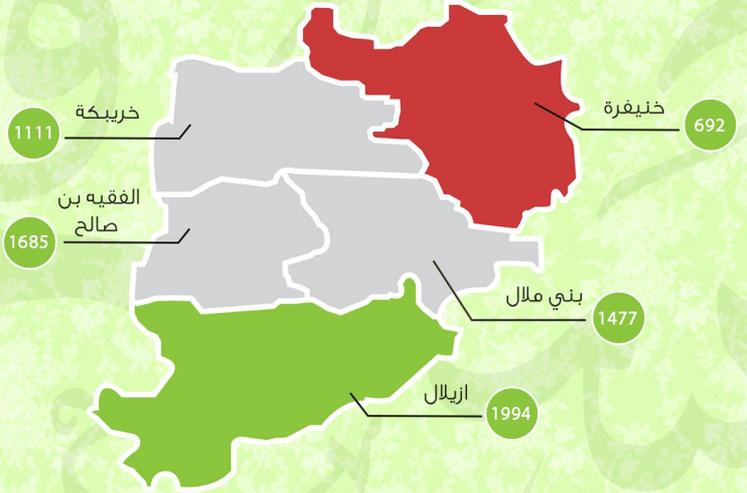 خنيفرة
692
خريبكة
1111
الفقيه بن
صالح
1685
بني ملال
1477
ازيلال
1994